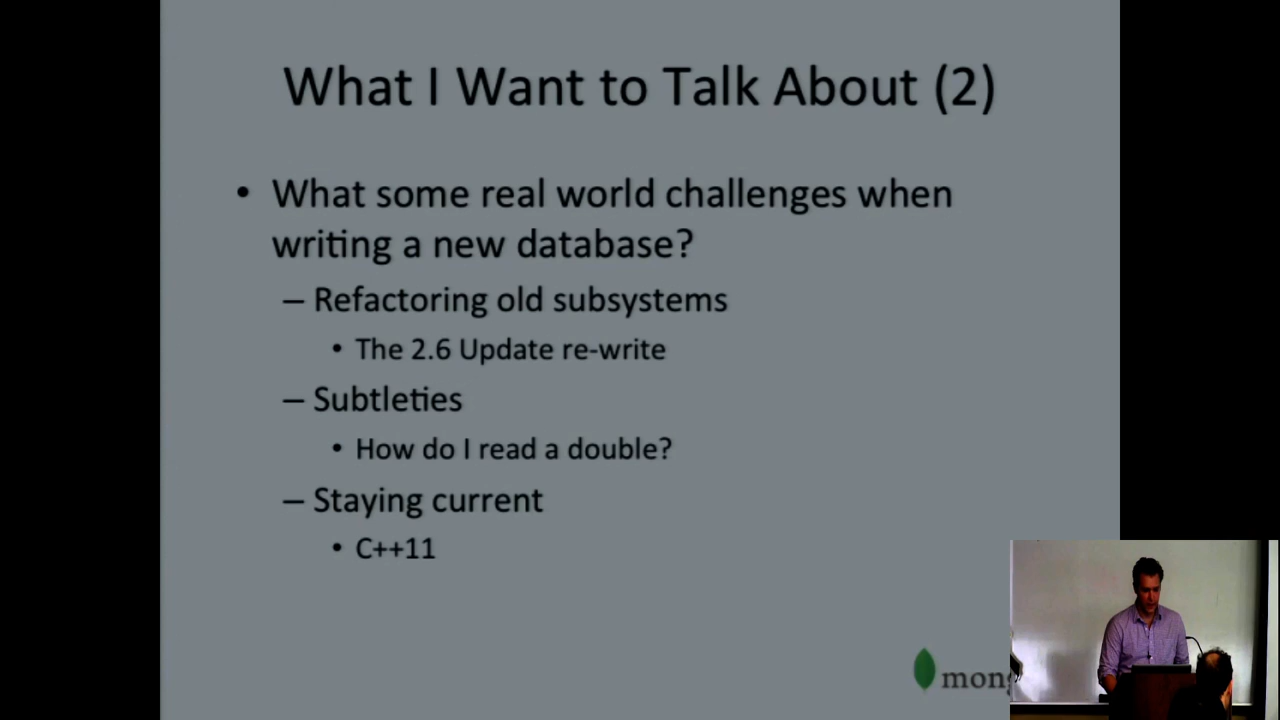 What I Want to Talk About (2)
• What some real world challenges when
writing a new database?
– Refactoring old subsystems
• The 2.6 Update re-write
– Subtleties
• How do I read a double?
– Staying current
• C++11
mong